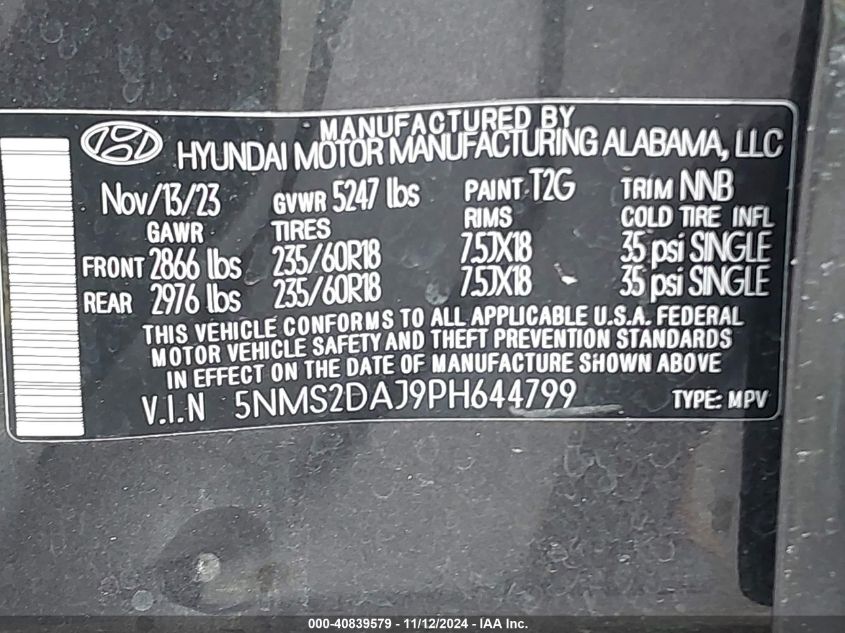 MANUFACTURED BY
HYUNDAI MOTOR MANUFACTURING ALABAMA, LLC
Nov/13/23 GVWR 5247 lbs PAINT T2G TRIM NNB
GAWR TIRES RIMS COLD TIRE INFL
FRONT 2866 lbs 235/60R18 7.5JX18 35 psi SINGLE
REAR 2976 lbs 235/60R18 7.5JX18 35 psi SINGLE
THIS VEHICLE CONFORMS TO ALL APPLICABLE U.S.A. FEDERAL
MOTOR VEHICLE SAFETY AND THEFT PREVENTION STANDARDS
IN EFFECT ON THE DATE OF MANUFACTURE SHOWN ABOVE
V.I.N 5NMS2DAJ9PH644799 TYPE: MPV
000-40839579 - 11/12/2024 - IAA Inc.